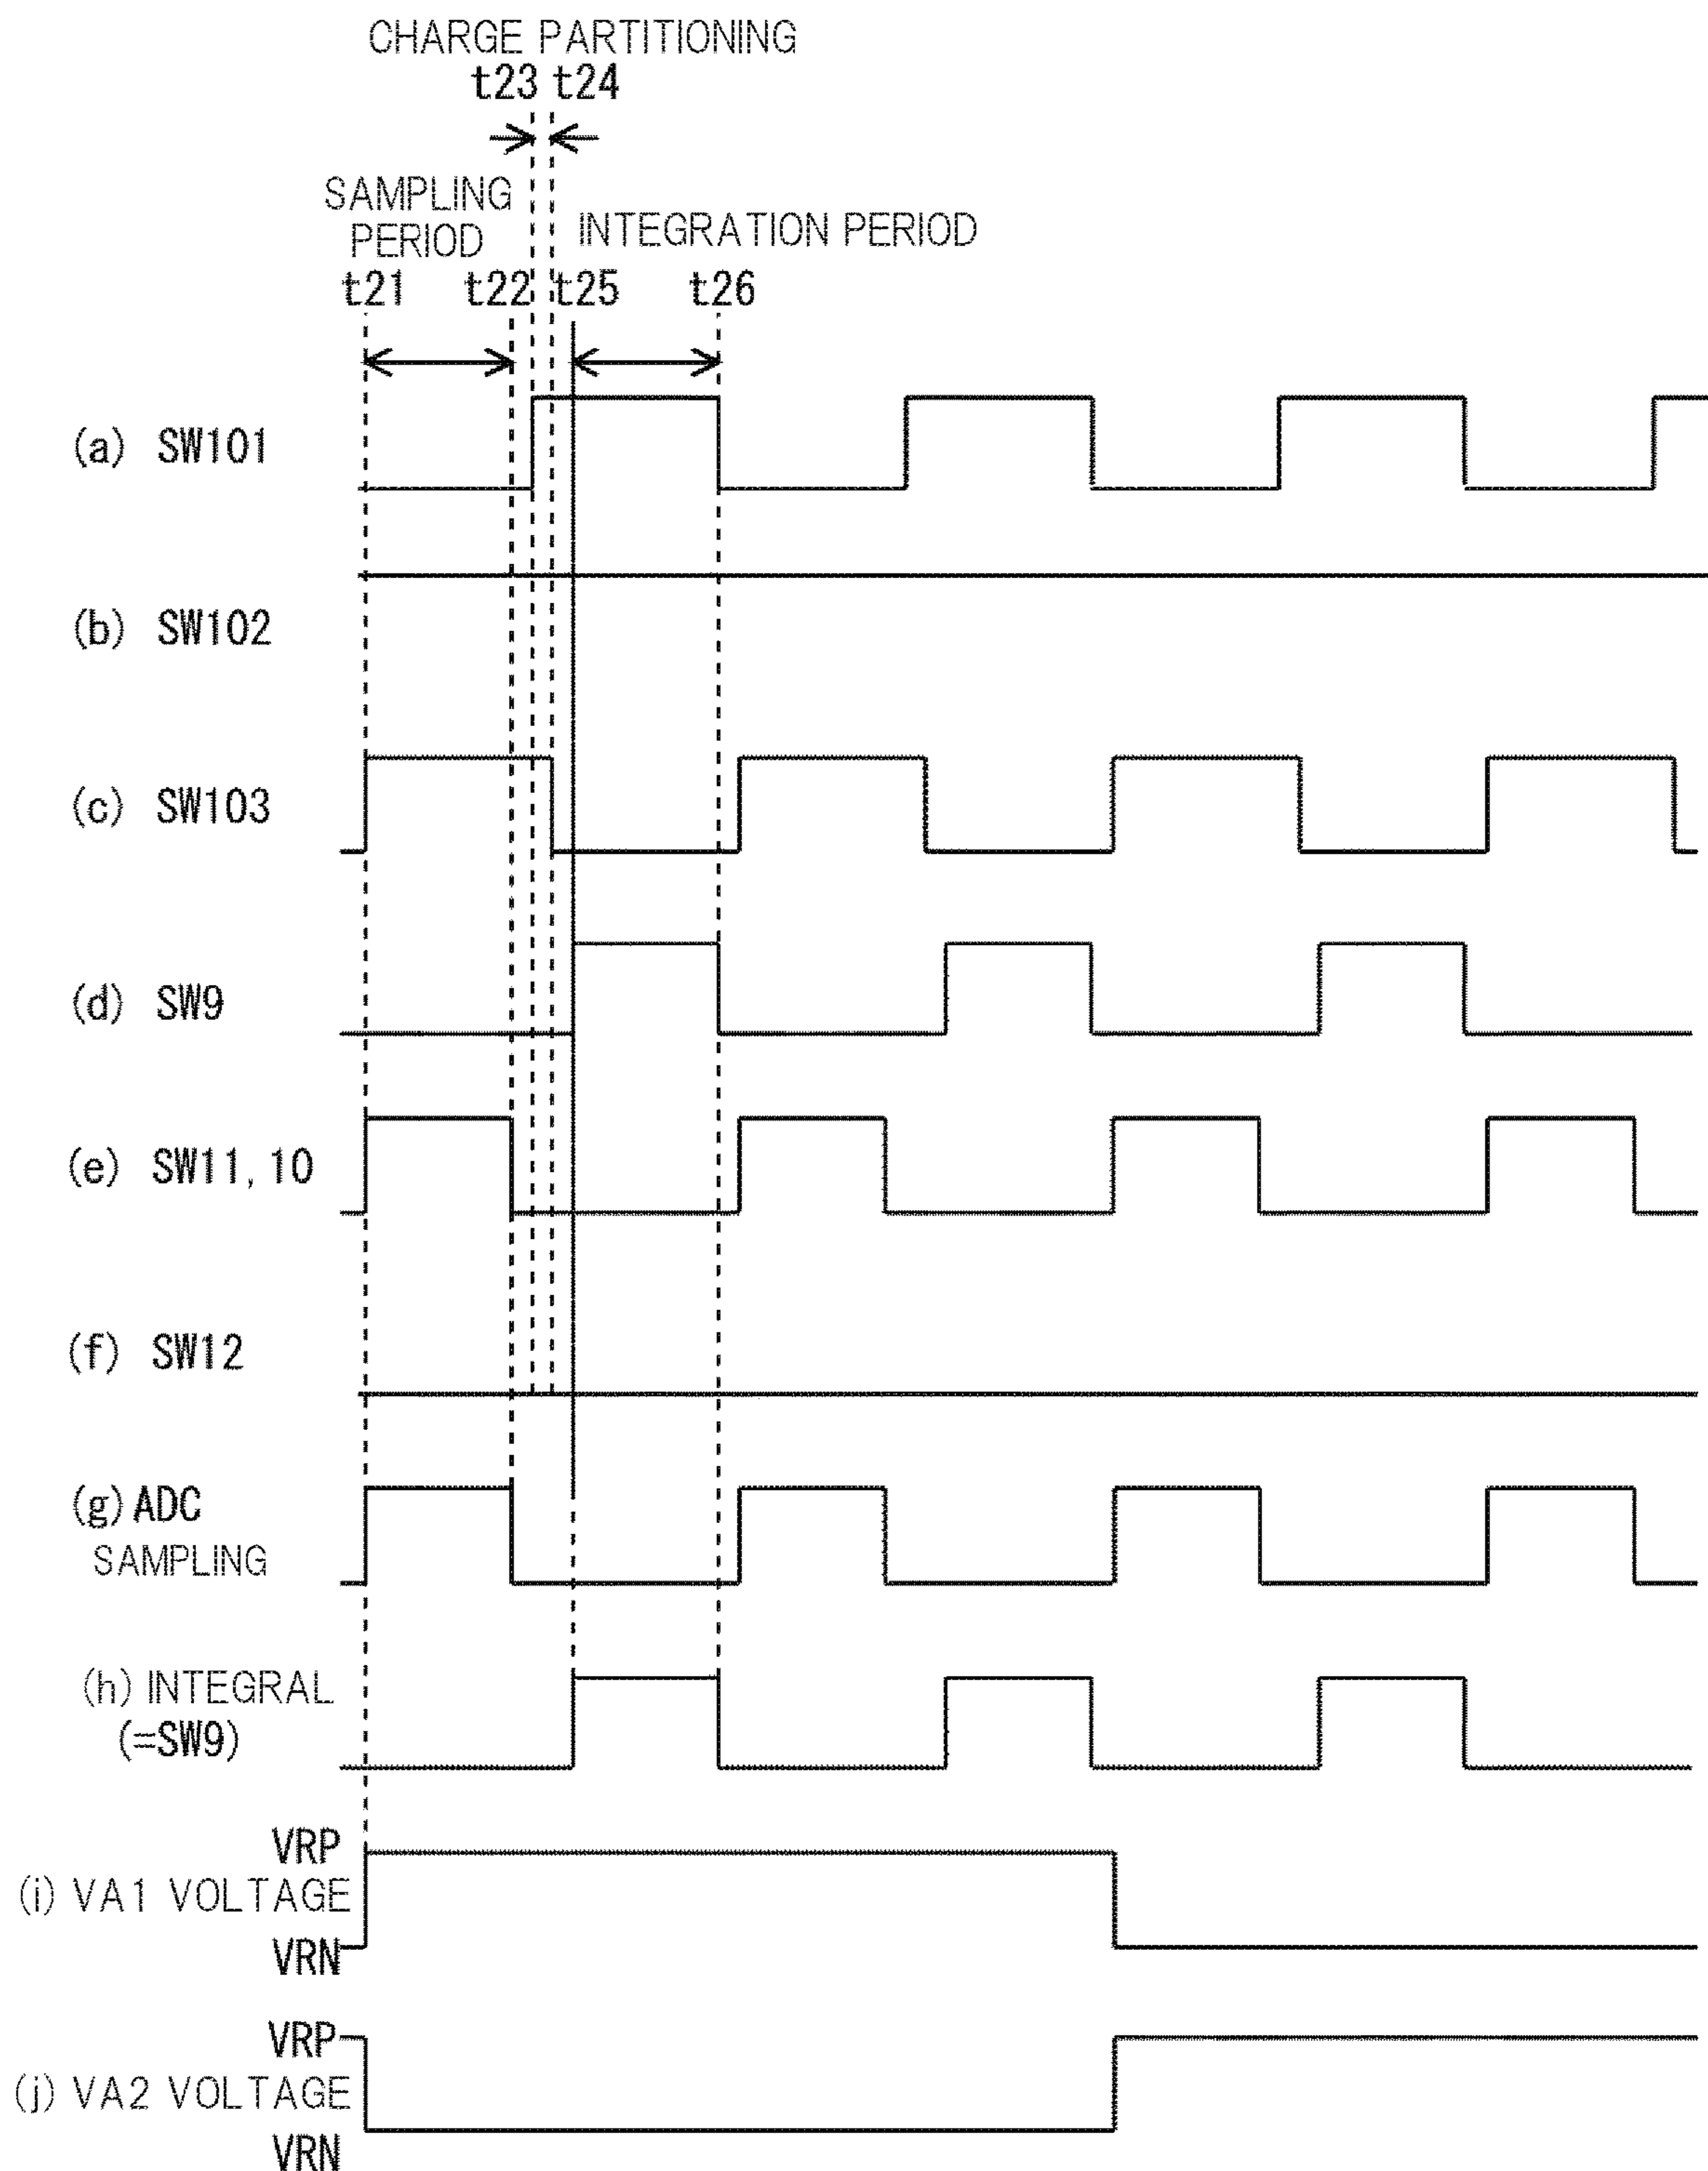 CHARGE PARTITIONING
t23 t24
SAMPLING
PERIOD
INTEGRATION PERIOD
t21 t22 t25 t26
(a) SW101
(b) SW102
(c) SW103
(d) SW9
(e) SW11, 10
(f) SW12
(g) ADC
SAMPLING
(h) INTEGRAL
(=SW9)
VRP
(i) VA1 VOLTAGE
VRN
VRP
(j) VA2 VOLTAGE
VRN